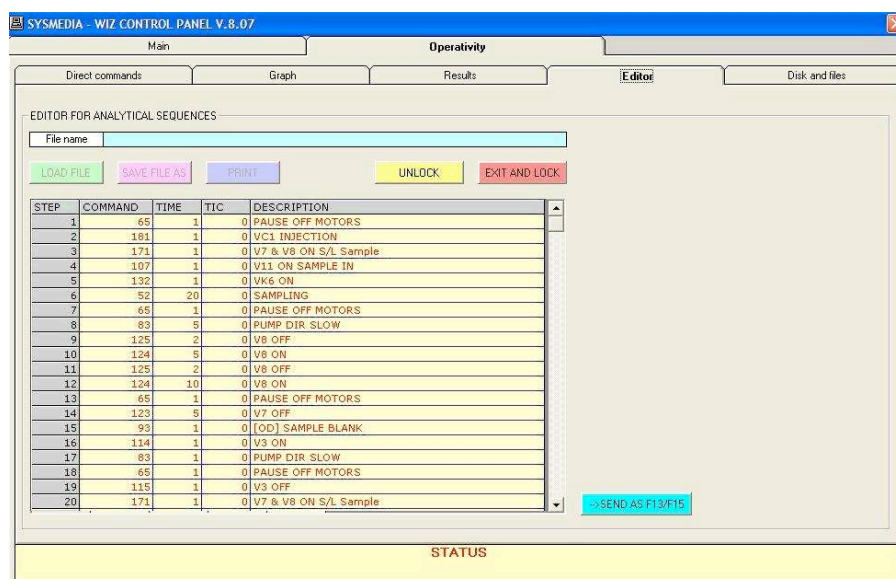 SYSMEDIA - WIZ CONTROL PANEL V.8.07
Main Operativity
Direct commands Graph Results Editor Disk and files
EDITOR FOR ANALYTICAL SEQUENCES
File name
LOAD FILE SAVE FILE AS PRINT UNLOCK EXIT AND LOCK
STEP COMMAND TIME TIC DESCRIPTION
1 65 1 0 PAUSE OFF MOTORS
2 181 1 0 VC1 INJECTION
3 171 1 0 V7 & V8 ON S/L Sample
4 107 1 0 V11 ON SAMPLE IN
5 132 1 0 VK6 ON
6 52 20 0 SAMPLING
7 65 1 0 PAUSE OFF MOTORS
8 83 5 0 PUMP DIR SLOW
9 125 2 0 V8 OFF
10 124 5 0 V8 ON
11 125 2 0 V8 OFF
12 124 10 0 V8 ON
13 65 1 0 PAUSE OFF MOTORS
14 123 5 0 V7 OFF
15 93 1 0 [OD] SAMPLE BLANK
16 114 1 0 V3 ON
17 83 1 0 PUMP DIR SLOW
18 65 1 0 PAUSE OFF MOTORS
19 115 1 0 V3 OFF
20 171 1 0 V7 & V8 ON S/L Sample
->SEND AS F13/F15
STATUS